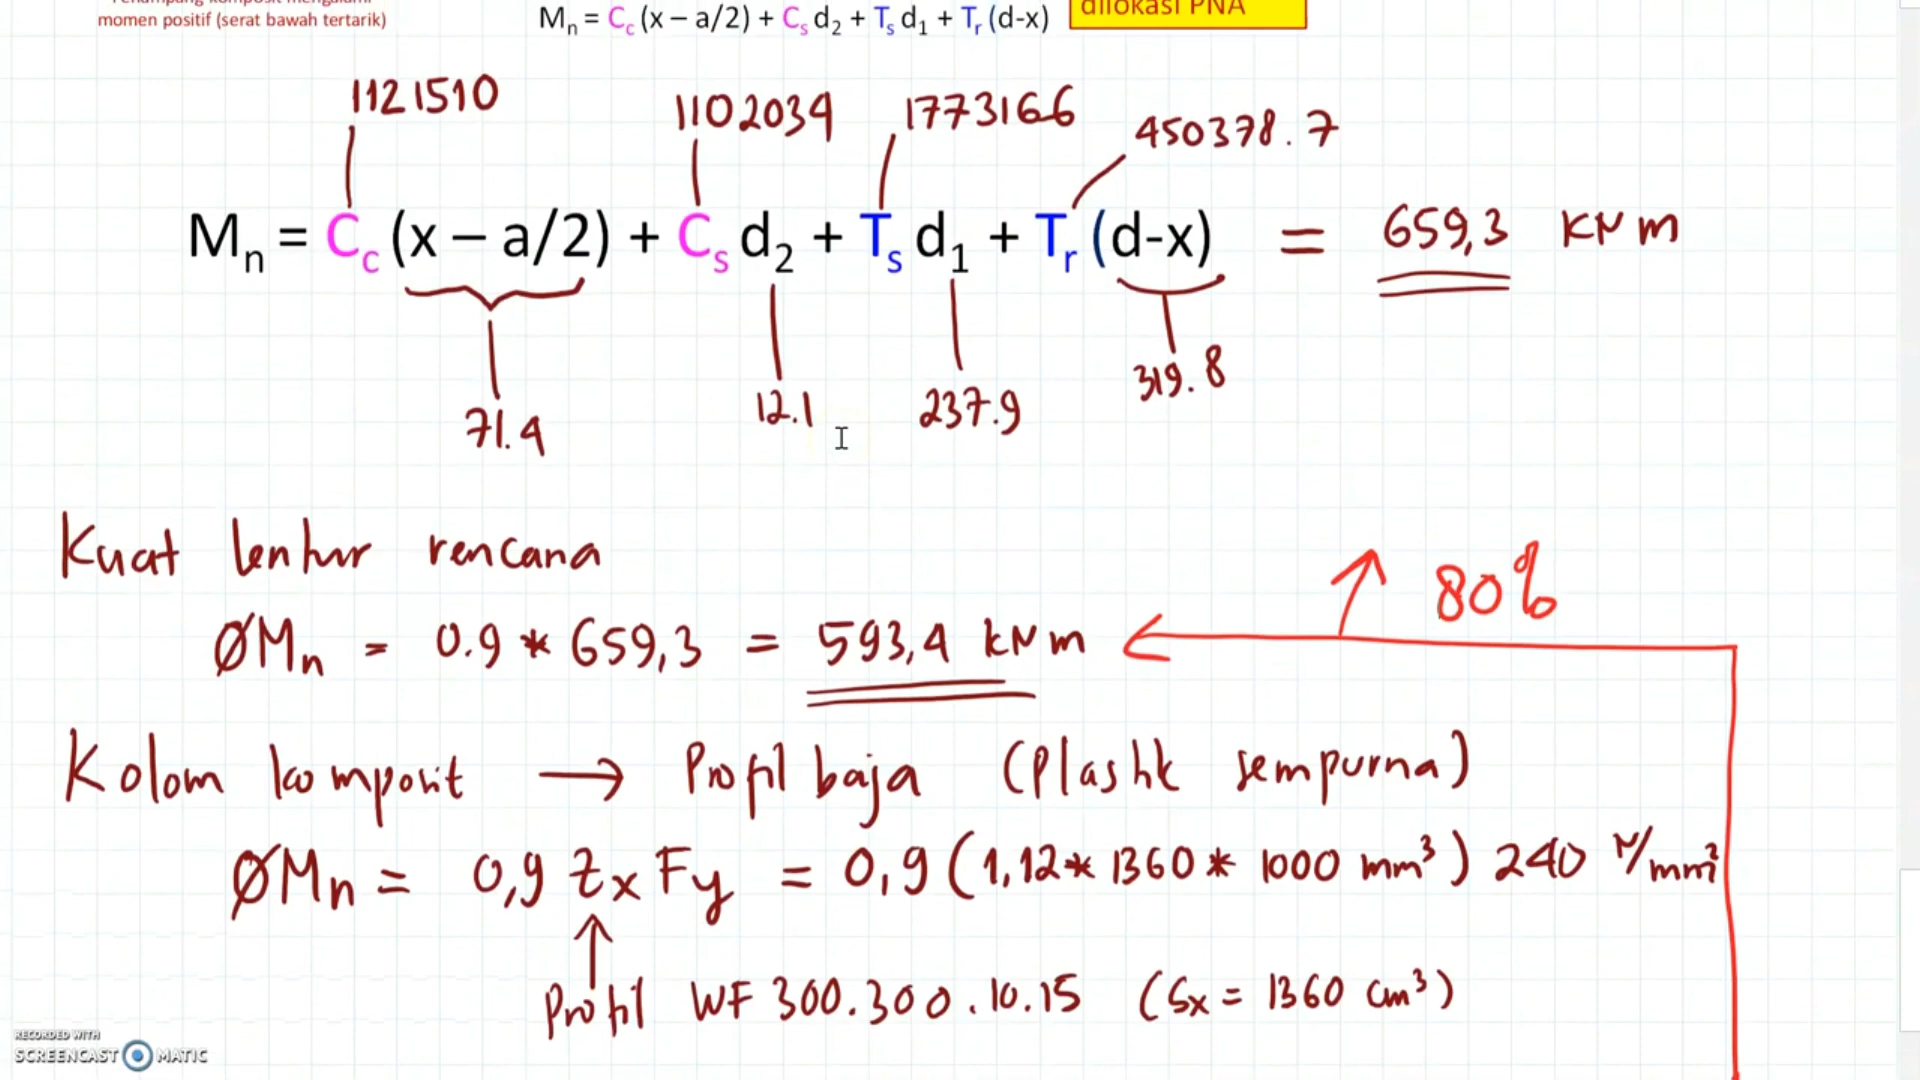 momen positif (serat bawah tertarik)
Mn = Cc (x – a/2) + Cs d2 + Ts d1 + Tr (d-x)
dilokasi PNA
1121510
1102034
1773166
450378.7
Mn = Cc (x – a/2) + Cs d2 + Ts d1 + Tr (d-x) = 659,3 kNm
71.4
12.1
237.9
319.8
Kuat lentur rencana
ØMn = 0.9 * 659,3 = 593,4 kNm
80%
Kolom komposit → Profil baja (Plastik sempurna)
ØMn = 0,9 Zx Fy = 0,9 (1,12 * 1360 * 1000 mm³) 240 N/mm²
↑
Profil WF 300.300.10.15 (Sx = 1360 cm³)
RECORDED WITH
SCREENCAST MATIC